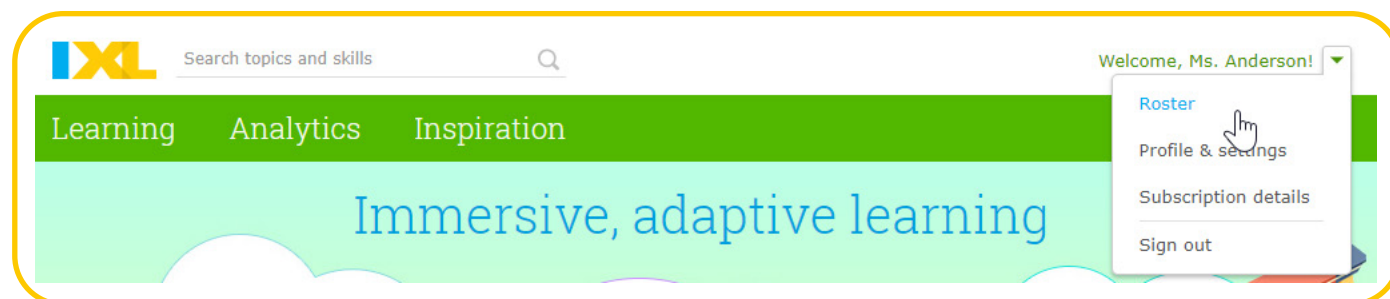 IXL
Search topics and skills
Welcome, Ms. Anderson!
Learning
Analytics
Inspiration
Roster
Profile & settings
Subscription details
Sign out
Immersive, adaptive learning